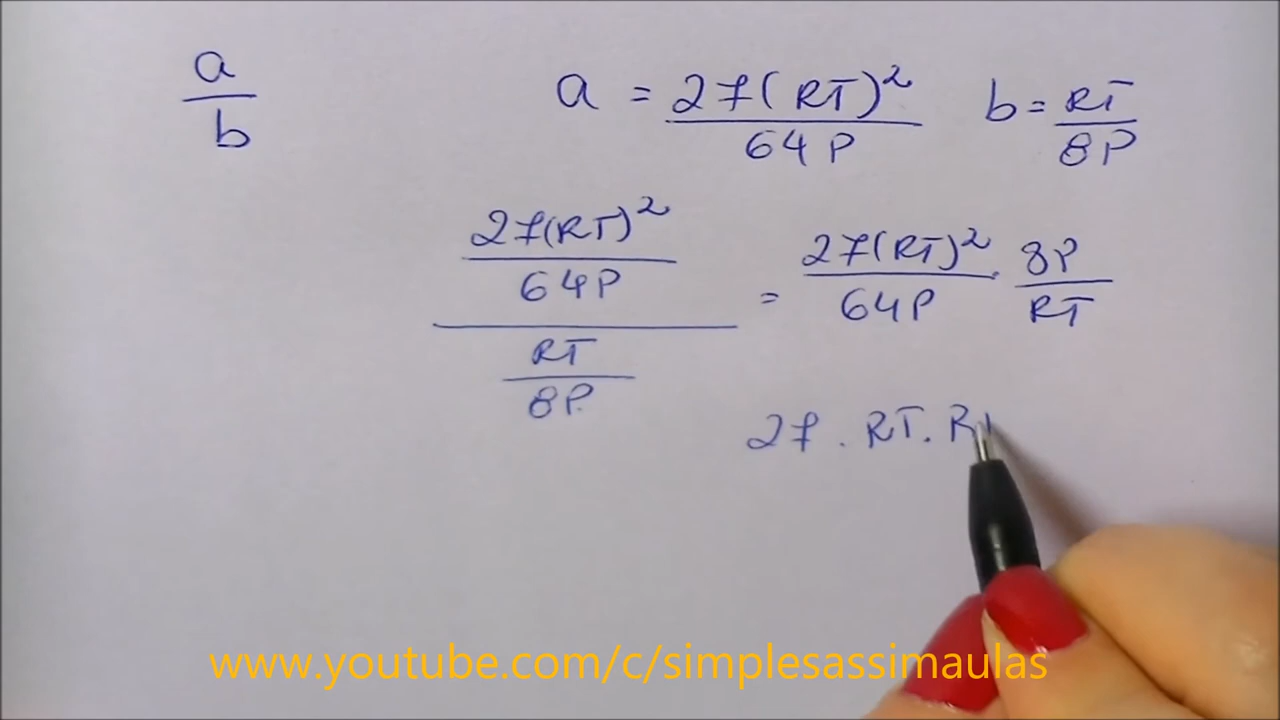 a/b
a = 27(RT)²/64P
b = RT/8P
27(RT)²/64P / RT/8P = 27(RT)²/64P . 8P/RT
27 . RT . R
www.youtube.com/c/simplesassimaulas